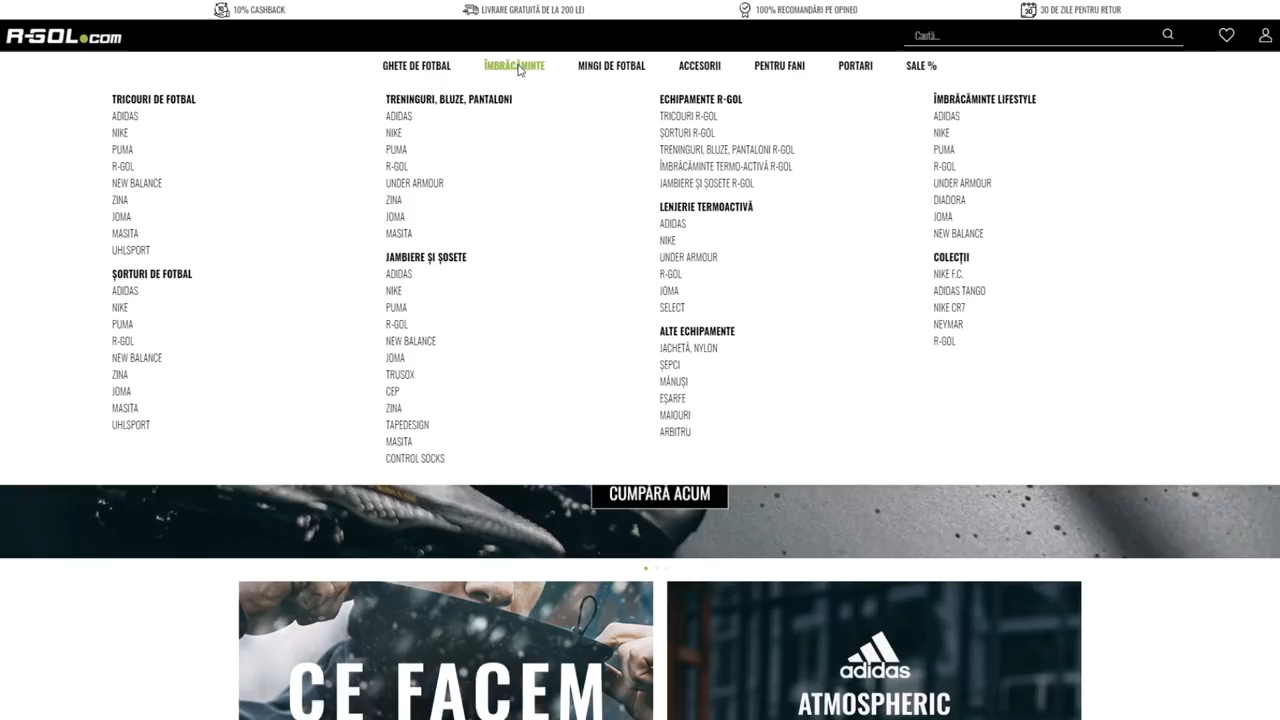 10% CASHBACK
LIVRARE GRATUITĂ DE LA 200 LEI
100% RECOMANDĂRI PE OPINEO
30 DE ZILE PENTRU RETUR
R-GOL.COM
Caută...
GHETE DE FOTBAL
ÎMBRĂCĂMINTE
MINGI DE FOTBAL
ACCESORII
PENTRU FANI
PORTARI
SALE %
TRICOURI DE FOTBAL
ADIDAS
NIKE
PUMA
R-GOL
NEW BALANCE
ZINA
JOMA
MASITA
UHLSPORT
ȘORTURI DE FOTBAL
ADIDAS
NIKE
PUMA
R-GOL
NEW BALANCE
ZINA
JOMA
MASITA
UHLSPORT
TRENINGURI, BLUZE, PANTALONI
ADIDAS
NIKE
PUMA
R-GOL
UNDER ARMOUR
ZINA
JOMA
MASITA
JAMBIERE ȘI ȘOSETE
ADIDAS
NIKE
PUMA
R-GOL
NEW BALANCE
JOMA
TRUSOX
CEP
ZINA
TAPEDESIGN
MASITA
CONTROL SOCKS
ECHIPAMENTE R-GOL
TRICOURI R-GOL
ȘORTURI R-GOL
TRENINGURI, BLUZE, PANTALONI R-GOL
ÎMBRĂCĂMINTE TERMO-ACTIVĂ R-GOL
JAMBIERE ȘI ȘOSETE R-GOL
LENJERIE TERMOACTIVĂ
ADIDAS
NIKE
UNDER ARMOUR
R-GOL
JOMA
SELECT
ALTE ECHIPAMENTE
JACHETĂ, NYLON
ȘEPCI
MĂNUȘI
EȘARFE
MAIOURI
ARBITRU
ÎMBRĂCĂMINTE LIFESTYLE
ADIDAS
NIKE
PUMA
R-GOL
UNDER ARMOUR
DIADORA
JOMA
NEW BALANCE
COLECȚII
NIKE F.C.
ADIDAS TANGO
NIKE CR7
NEYMAR
R-GOL
CUMPĂRĂ ACUM
CE FACEM
adidas
ATMOSPHERIC